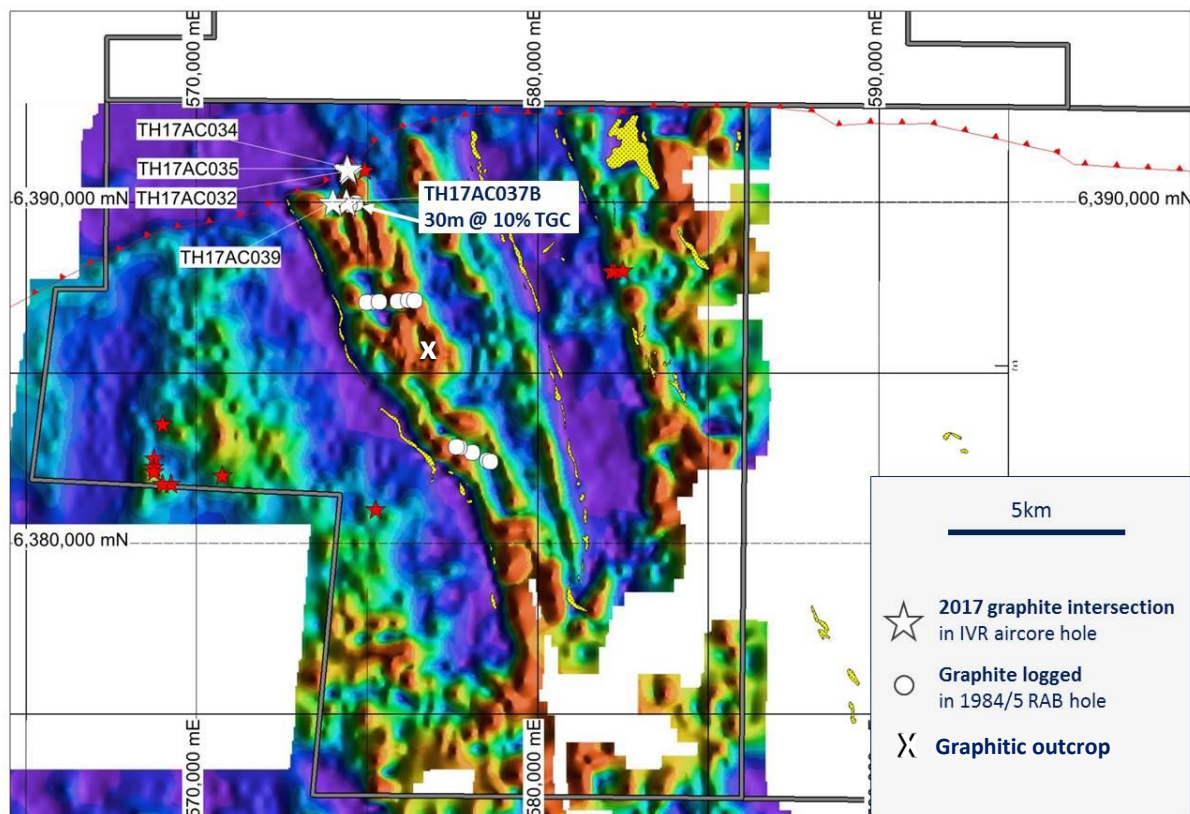 570,000 mE
580,000 mE
590,000 mE
TH17AC034
TH17AC035
TH17AC032
6,390,000 mN
TH17AC037B
30m @ 10% TGC
6,390,000 mN
TH17AC039
X
6,380,000 mN
5km
2017 graphite intersection
in IVR aircore hole
Graphite logged
in 1984/5 RAB hole
X Graphitic outcrop
570,000 mE
580,000 mE